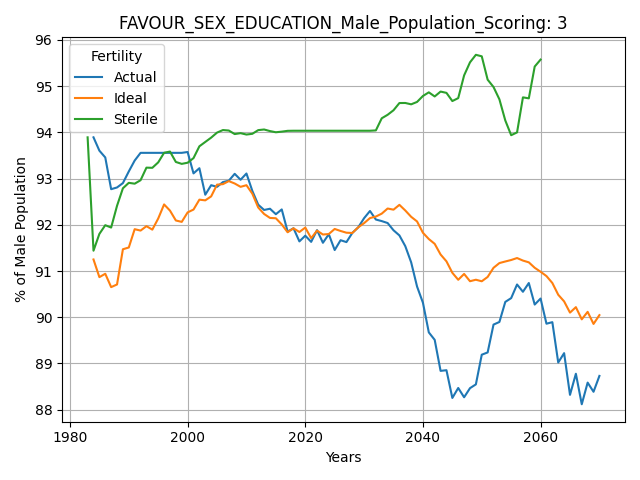 FAVOUR_SEX_EDUCATION_Male_Population_Scoring: 3
Fertility
Actual
Ideal
Sterile
% of Male Population
96
95
94
93
92
91
90
89
88
1980 2000 2020 2040 2060
Years